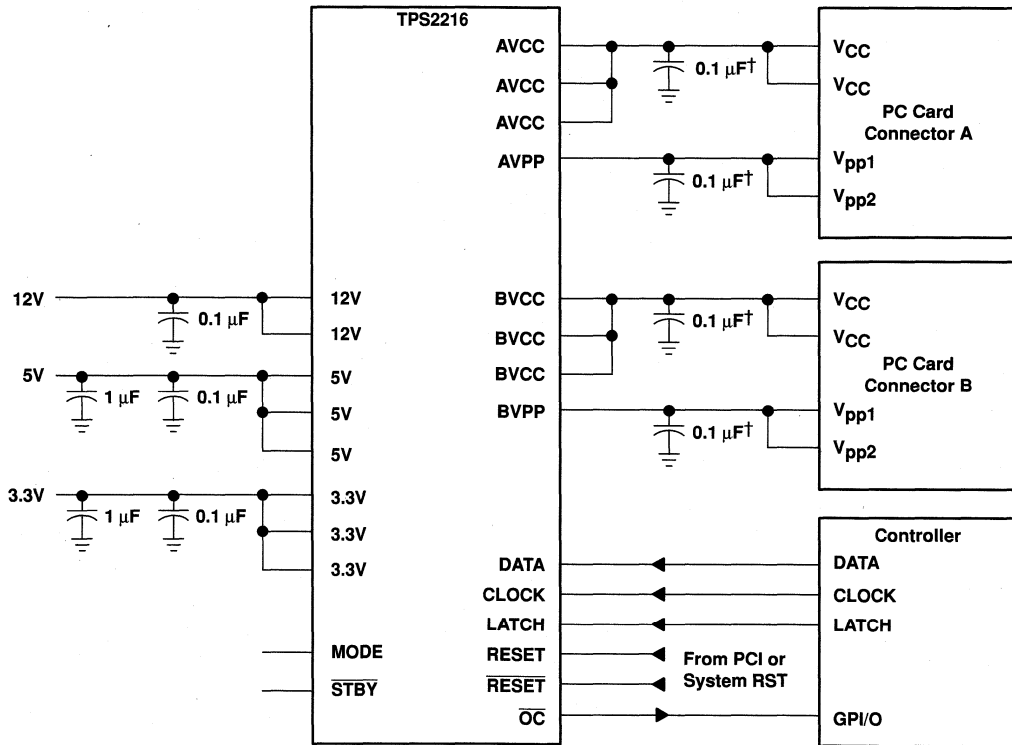 TPS2216
AVCC
AVCC
AVCC
AVPP
0.1 μF†
0.1 μF†
VCC
VCC
PC Card
Connector A
Vpp1
Vpp2
12V
0.1 μF
12V
12V
5V
1 μF
0.1 μF
5V
5V
5V
3.3V
1 μF
0.1 μF
3.3V
3.3V
3.3V
MODE
STBY
BVCC
BVCC
BVCC
BVPP
0.1 μF†
0.1 μF†
VCC
VCC
PC Card
Connector B
Vpp1
Vpp2
DATA
CLOCK
LATCH
RESET
RESET
OC
From PCI or
System RST
Controller
DATA
CLOCK
LATCH
GPI/O